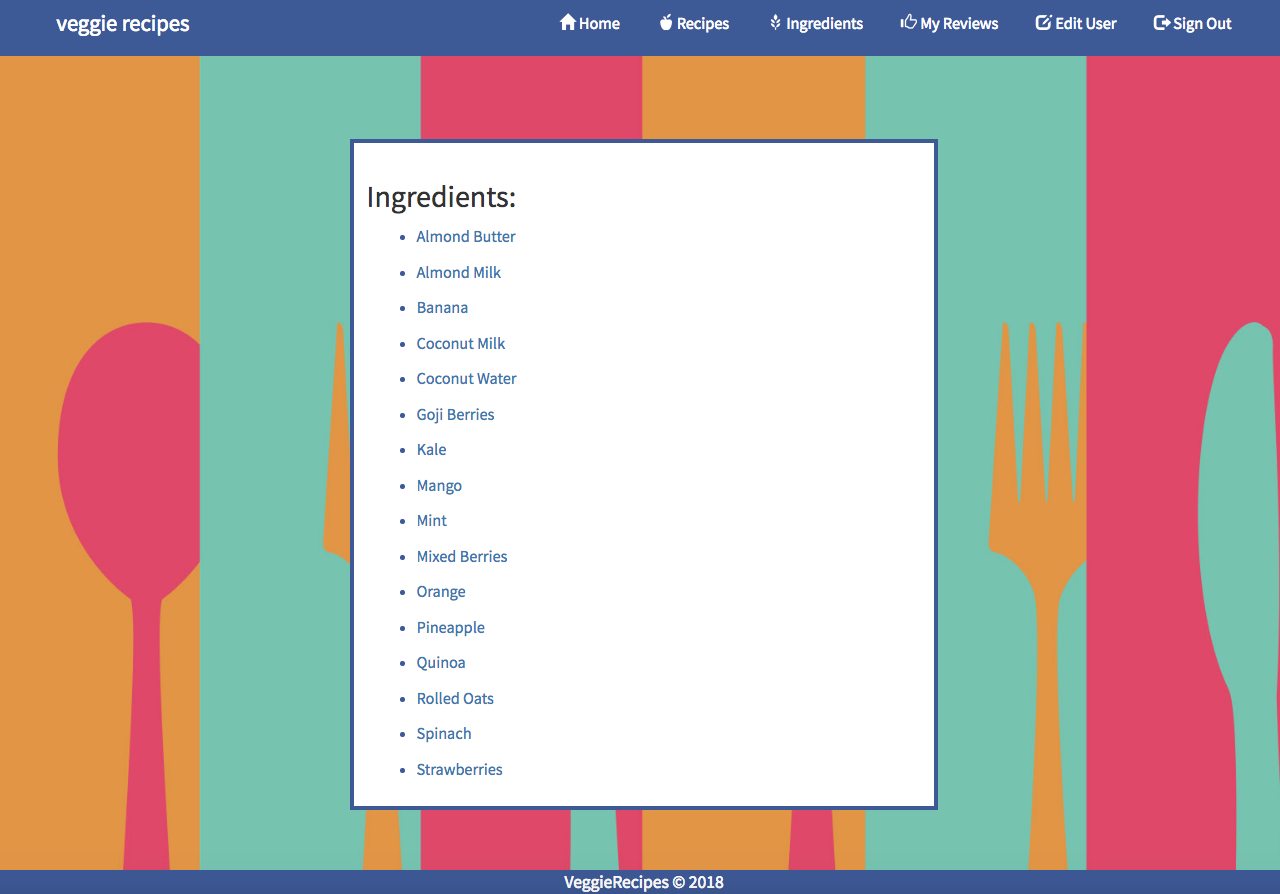 veggie recipes Home Recipes Ingredients My Reviews Edit User Sign Out
Ingredients:
Almond Butter
Almond Milk
Banana
Coconut Milk
Coconut Water
Goji Berries
Kale
Mango
Mint
Mixed Berries
Orange
Pineapple
Quinoa
Rolled Oats
Spinach
Strawberries
VeggieRecipes © 2018